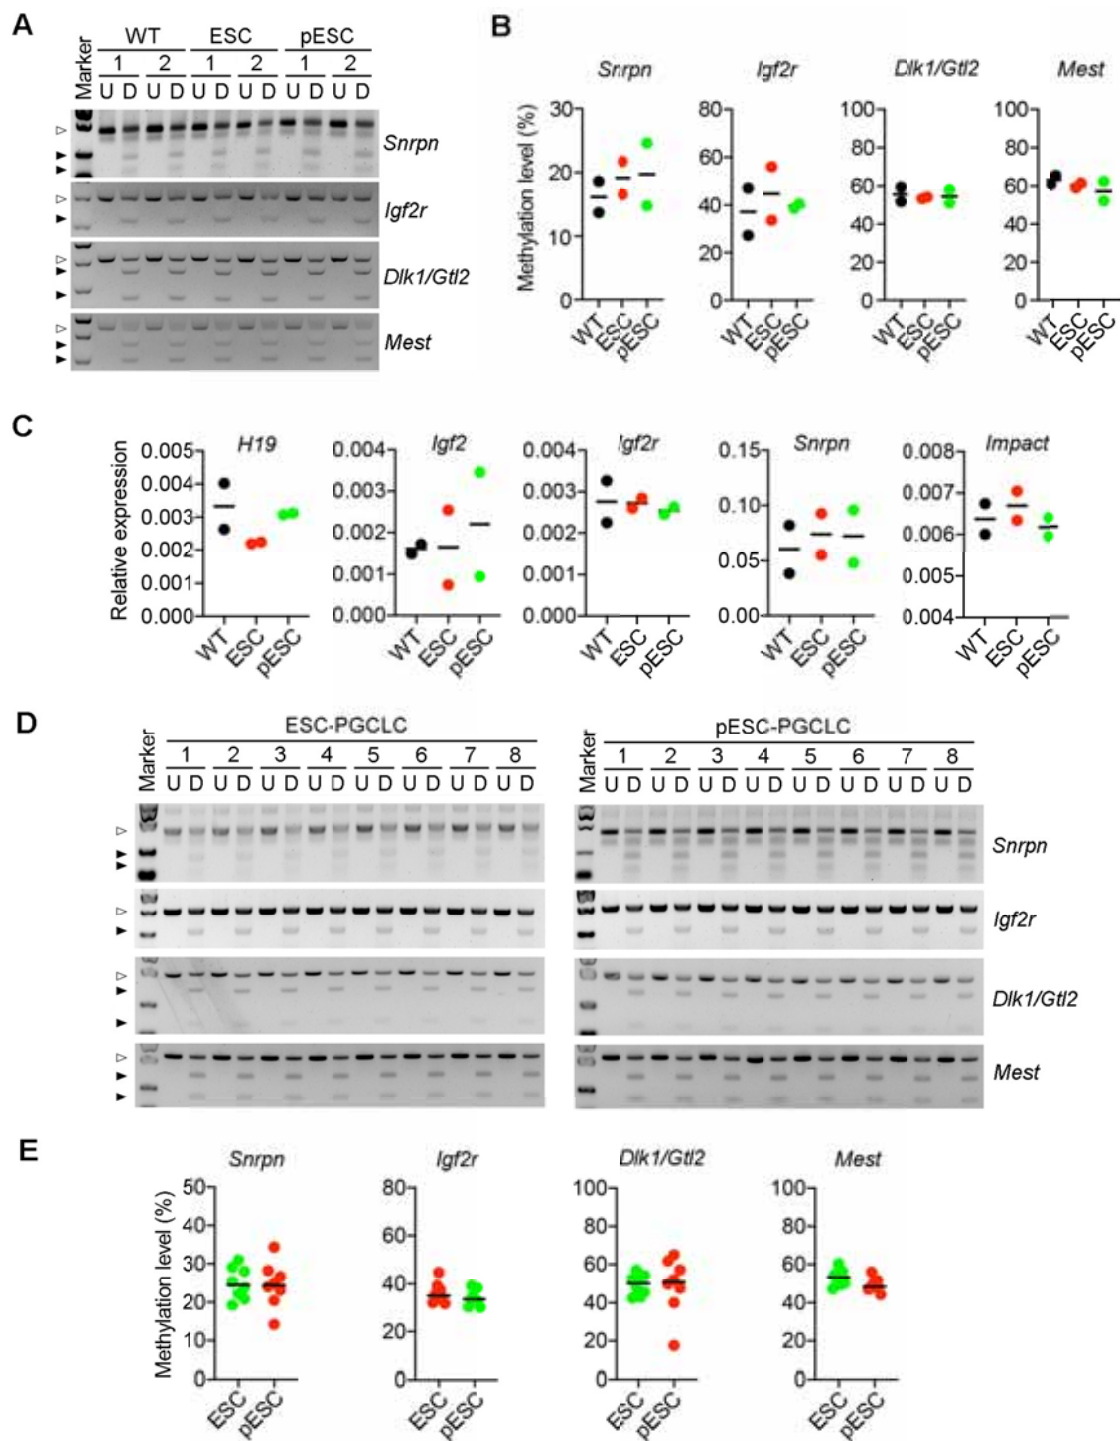 A
Marker
WT ESC pESC
1 2 1 2 1 2
U D U D U D U D U D U D
Snrpn
Igf2r
Dlk1/Gtl2
Mest
B
Snrpn Igf2r Dlk1/Gtl2 Mest
Methylation level (%)
30 20 10 0
80 60 40 20 0
100 80 60 40 20 0
100 80 60 40 20 0
WT ESC pESC WT ESC pESC WT ESC pESC WT ESC pESC
C
H19 Igf2 Igf2r Snrpn Impact
Relative expression
0.005 0.004 0.003 0.002 0.001 0.000
0.004 0.003 0.002 0.001 0.000
0.004 0.003 0.002 0.001 0.000
0.15 0.10 0.05 0.00
0.008 0.007 0.006 0.005 0.004
WT ESC pESC WT ESC pESC WT ESC pESC WT ESC pESC WT ESC pESC
D
Marker
ESC-PGCLC
1 2 3 4 5 6 7 8
U D U D U D U D U D U D U D U D
Marker
pESC-PGCLC
1 2 3 4 5 6 7 8
U D U D U D U D U D U D U D U D
Snrpn
Igf2r
Dlk1/Gtl2
Mest
E
Snrpn Igf2r Dlk1/Gtl2 Mest
Methylation level (%)
50 40 30 20 10 0
80 60 40 20 0
100 80 60 40 20 0
100 80 60 40 20 0
ESC pESC ESC pESC ESC pESC ESC pESC